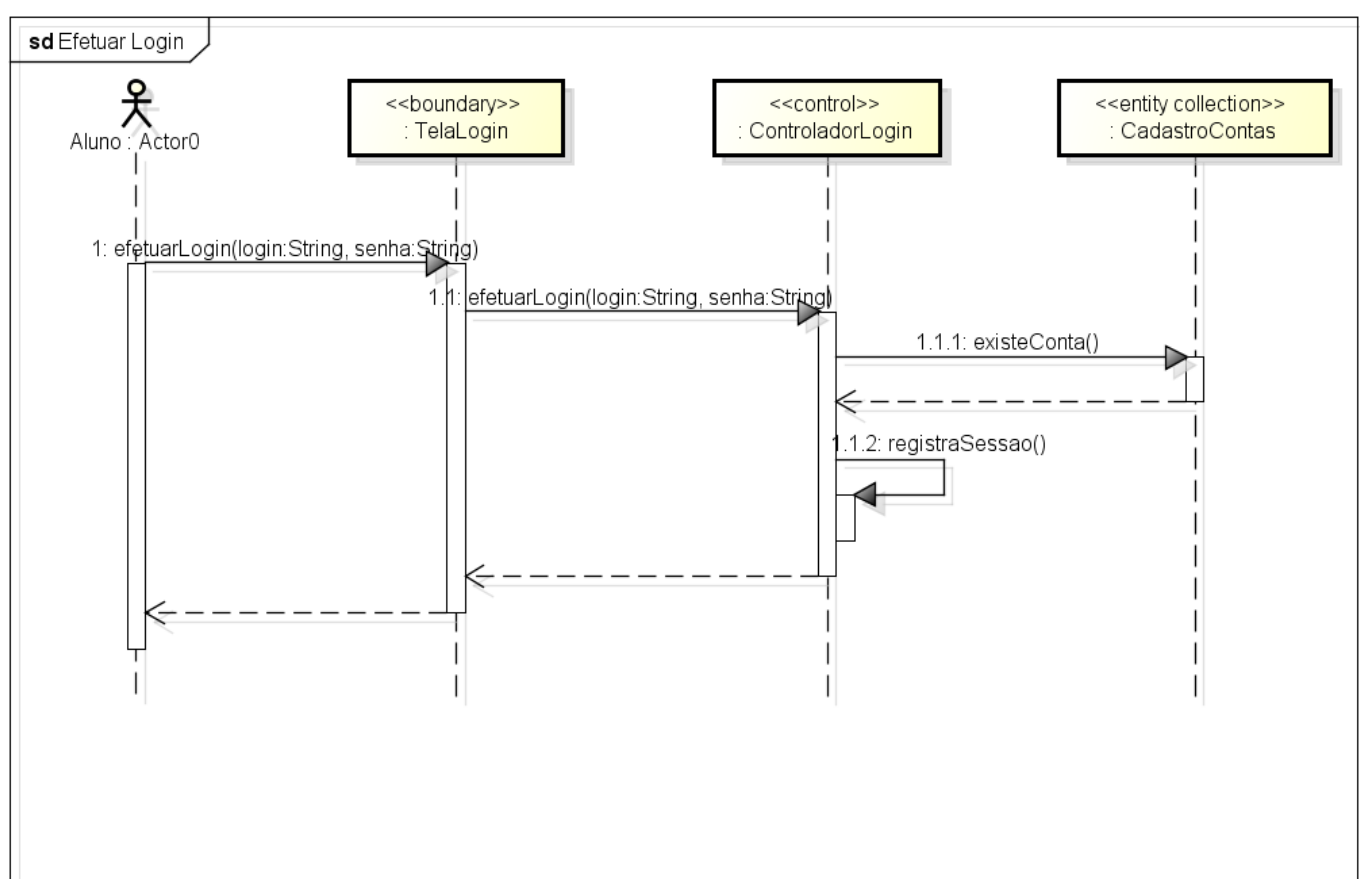 sd Efetuar Login
Aluno : Actor0
<<boundary>>
: TelaLogin
<<control>>
: ControladorLogin
<<entity collection>>
: CadastroContas
1: efetuarLogin(login:String, senha:String)
1.1: efetuarLogin(login:String, senha:String)
1.1.1: existeConta()
1.1.2: registraSessao()